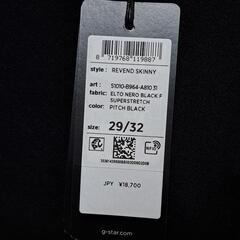 8 719768 119887
style : REVEND SKINNY
art : 51010-B964-A810 31
fabric: ELTO NERO BLACK F
SUPERSTRETCH
color: PITCH BLACK
size: 29/32
JPY ¥18,700
g-star.com